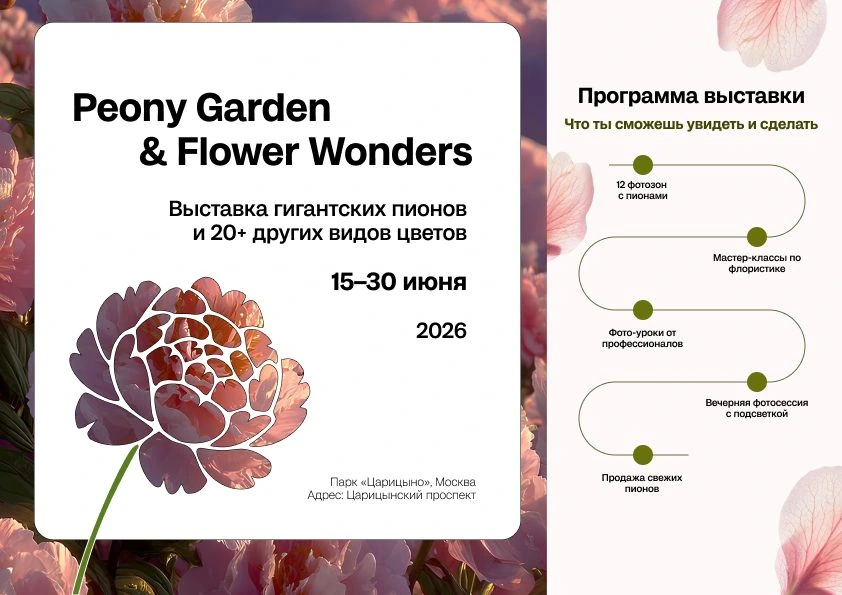 Peony Garden
& Flower Wonders
Выставка гигантских пионов
и 20+ других видов цветов
15–30 июня
2026
Парк «Царицыно», Москва
Адрес: Царицынский проспект
Программа выставки
Что ты сможешь увидеть и сделать
12 фотозон
с пионами
Мастер-классы по
флористике
Фото-уроки от
профессионалов
Вечерняя фотосессия
с подсветкой
Продажа свежих
пионов